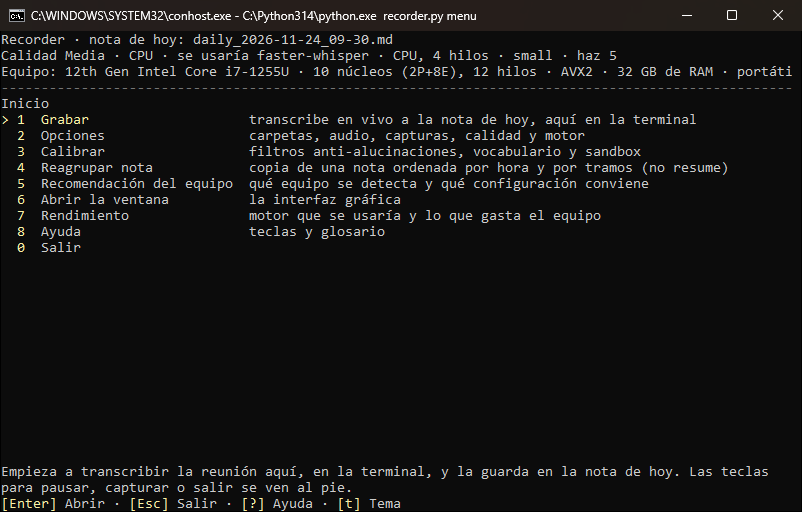 C:\WINDOWS\SYSTEM32\conhost.exe - C:\Python314\python.exe recorder.py menu
Recorder · nota de hoy: daily_2026-11-24_09-30.md
Calidad Media · CPU · se usaría faster-whisper · CPU, 4 hilos · small · haz 5
Equipo: 12th Gen Intel Core i7-1255U · 10 núcleos (2P+8E), 12 hilos · AVX2 · 32 GB de RAM · portáti
---------------------------------------------------------------------------------------------------
Inicio
> 1 Grabar transcribe en vivo a la nota de hoy, aquí en la terminal
2 Opciones carpetas, audio, capturas, calidad y motor
3 Calibrar filtros anti-alucinaciones, vocabulario y sandbox
4 Reagrupar nota copia de una nota ordenada por hora y por tramos (no resume)
5 Recomendación del equipo qué equipo se detecta y qué configuración conviene
6 Abrir la ventana la interfaz gráfica
7 Rendimiento motor que se usaría y lo que gasta el equipo
8 Ayuda teclas y glosario
0 Salir
Empieza a transcribir la reunión aquí, en la terminal, y la guarda en la nota de hoy. Las teclas
para pausar, capturar o salir se ven al pie.
[Enter] Abrir · [Esc] Salir · [?] Ayuda · [t] Tema